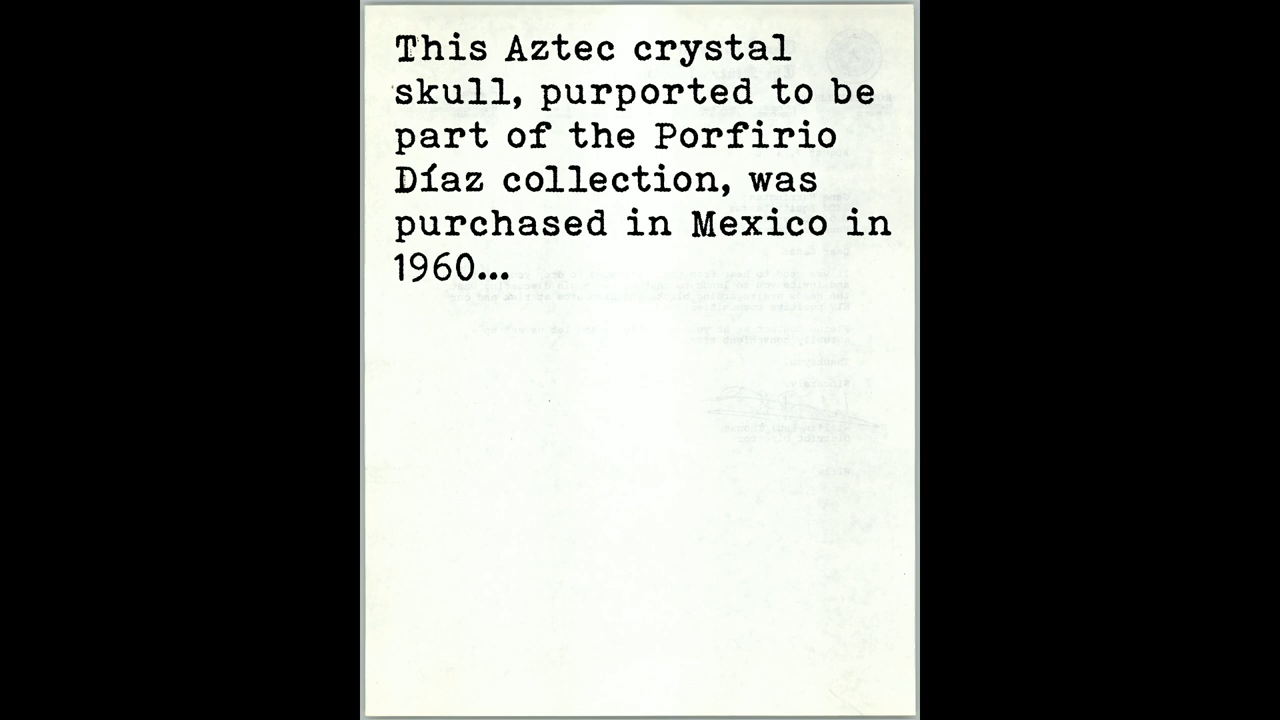 This Aztec crystal
skull, purported to be
part of the Porfirio
Díaz collection, was
purchased in Mexico in
1960...